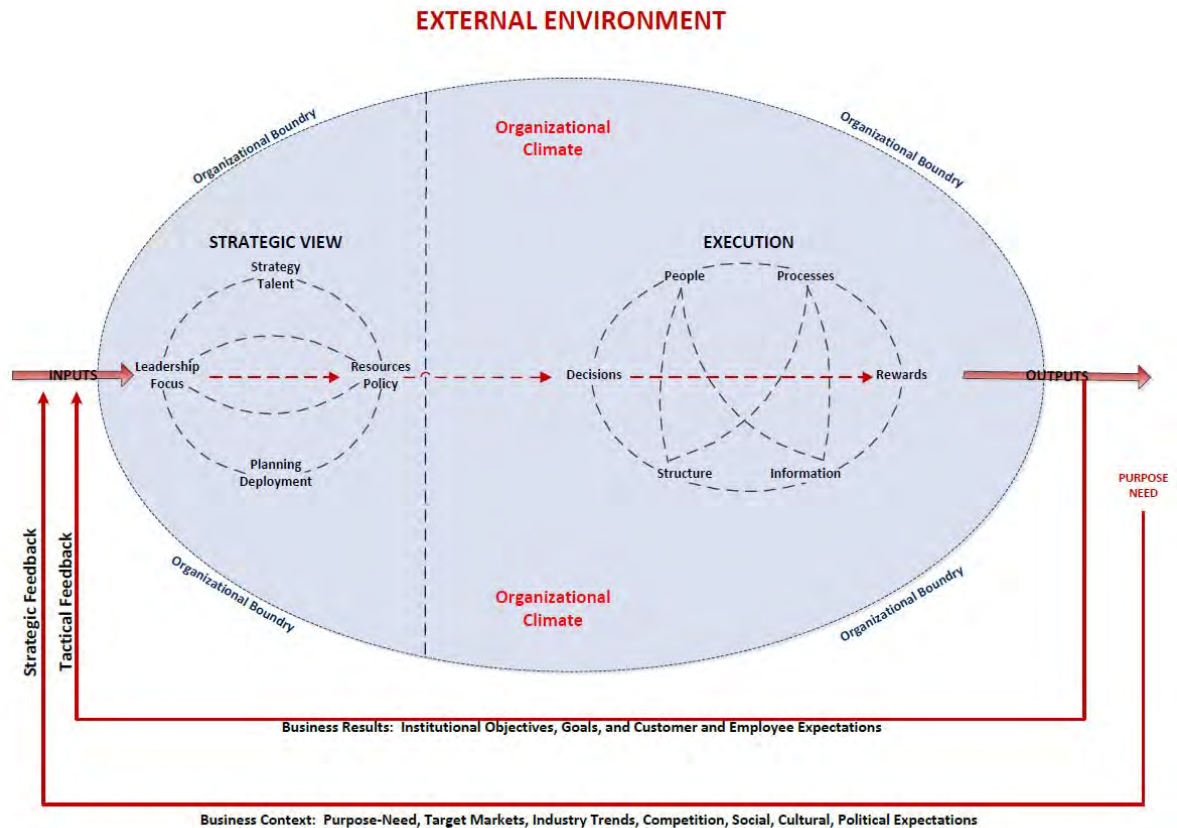 EXTERNAL ENVIRONMENT
Organizational Boundry
Organizational
Climate
Organizational Boundry
STRATEGIC VIEW
Strategy
Talent
EXECUTION
People
Processes
INPUTS
Leadership
Focus
Resources
Policy
Decisions
Rewards
OUTPUTS
Planning
Deployment
Structure
Information
PURPOSE
NEED
Strategic Feedback
Tactical Feedback
Organizational Boundry
Organizational
Climate
Organizational Boundry
Business Results: Institutional Objectives, Goals, and Customer and Employee Expectations
Business Context: Purpose-Need, Target Markets, Industry Trends, Competition, Social, Cultural, Political Expectations